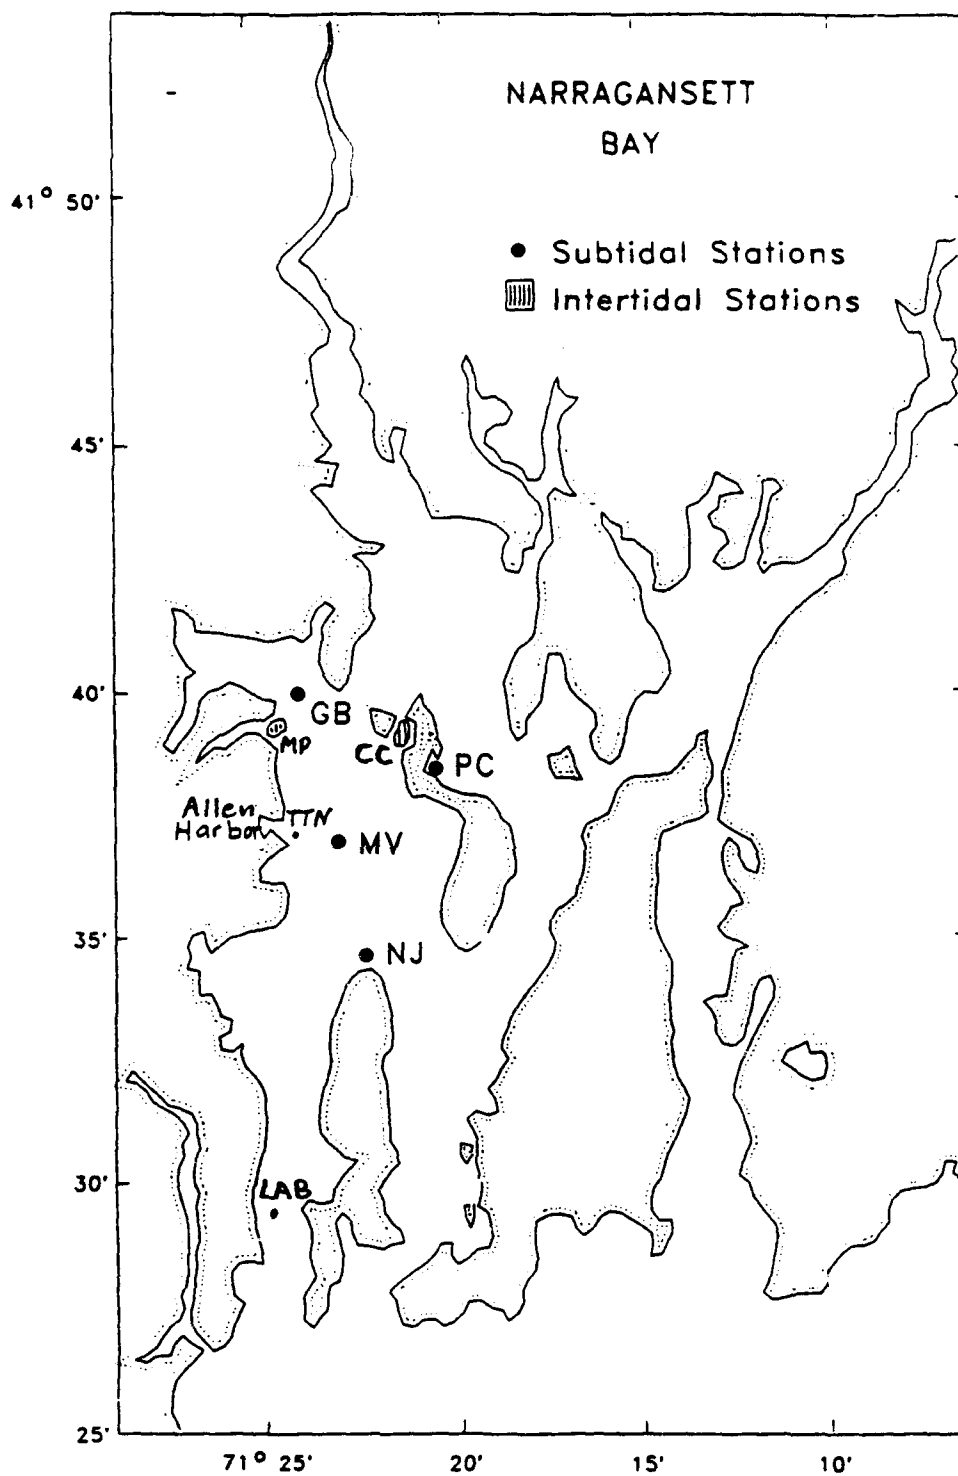 NARRAGANSETT
BAY
41° 50'
Subtidal Stations
Intertidal Stations
45'
40'
GB
MP
CC
PC
Allen
Harbor
TTN
MV
35'
NJ
30'
LAB
25'
71° 25'
20'
15'
10'